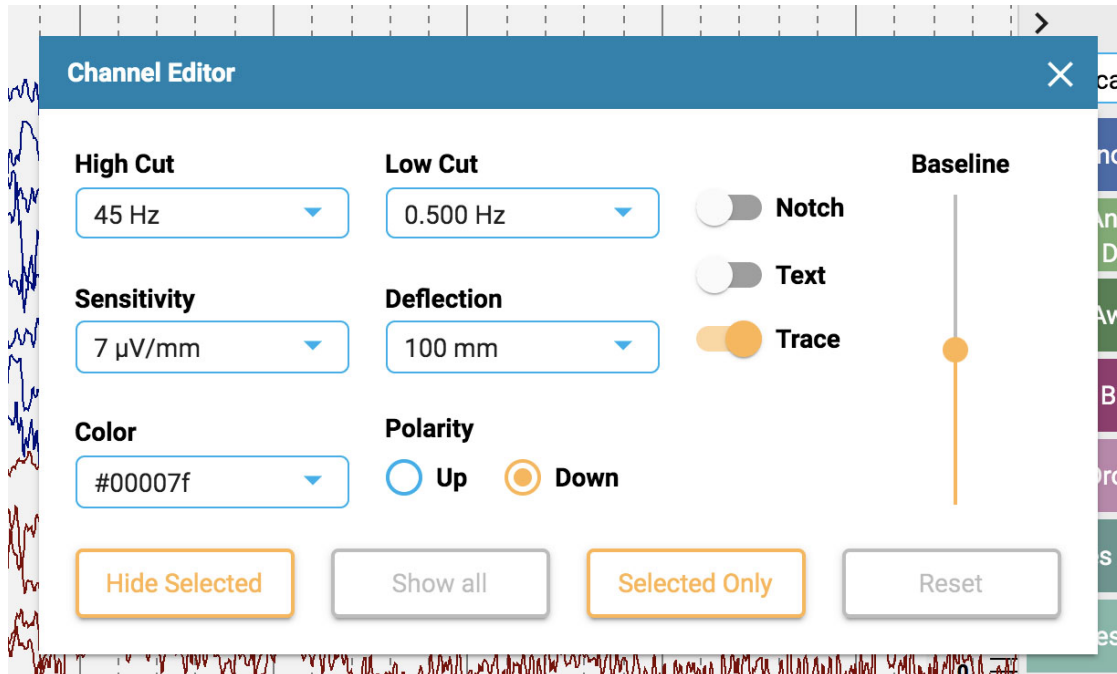 Channel Editor
High Cut
Low Cut
Baseline
45 Hz
0.500 Hz
Notch
Text
Sensitivity
Deflection
7 µV/mm
100 mm
Trace
Color
Polarity
#00007f
Up
Down
Hide Selected
Show all
Selected Only
Reset